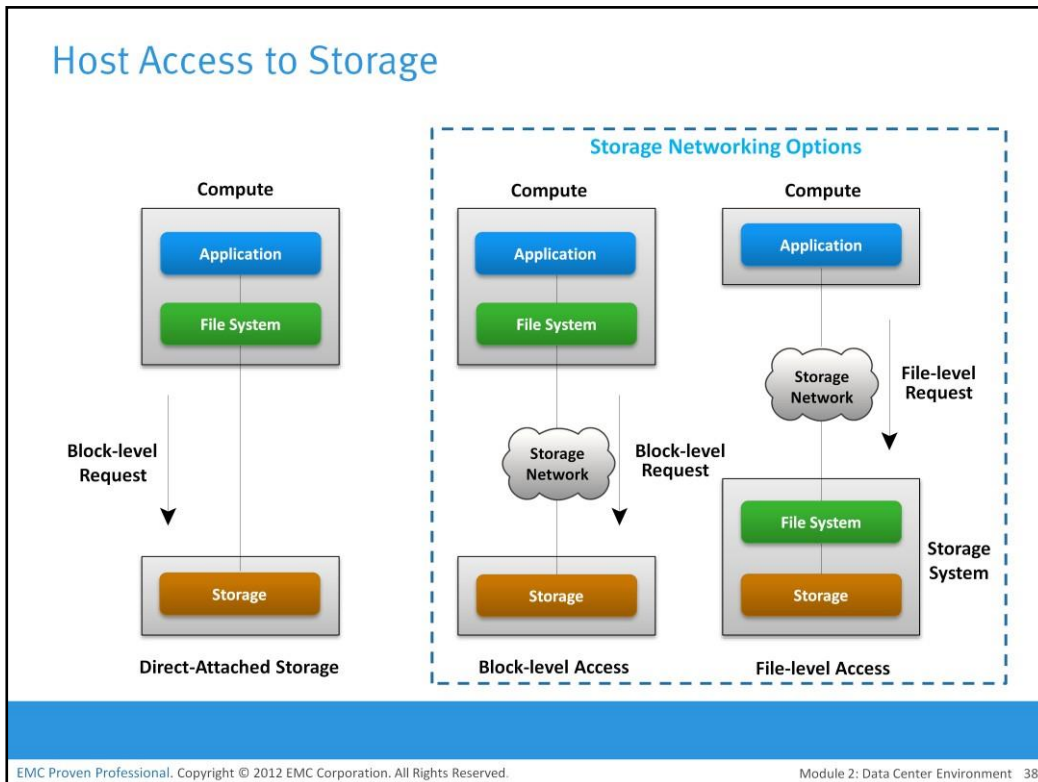 Host Access to Storage
Storage Networking Options
Compute
Application
File System
Block-level
Request
Storage
Direct-Attached Storage
Compute
Application
File System
Storage
Network
Block-level
Request
Storage
Block-level Access
Compute
Application
Storage
Network
File-level
Request
File System
Storage
Storage
System
File-level Access
EMC Proven Professional. Copyright © 2012 EMC Corporation. All Rights Reserved.
Module 2: Data Center Environment 38